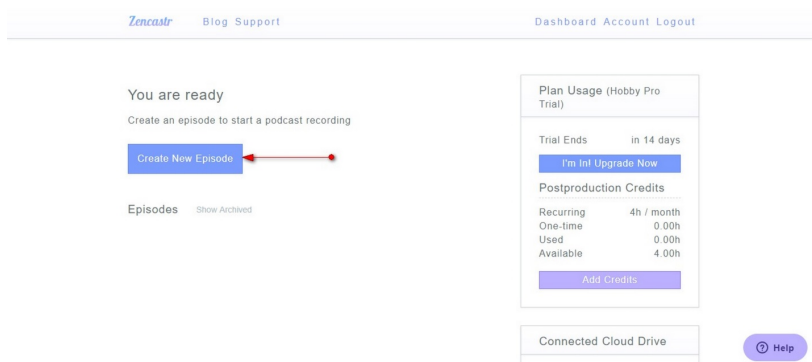 Zencastr Blog Support Dashboard Account Logout
You are ready
Create an episode to start a podcast recording
Create New Episode
Episodes Show Archived
Plan Usage (Hobby Pro
Trial)
Trial Ends in 14 days
I'm In! Upgrade Now
Postproduction Credits
Recurring 4h / month
One-time 0.00h
Used 0.00h
Available 4.00h
Add Credits
Connected Cloud Drive
Help